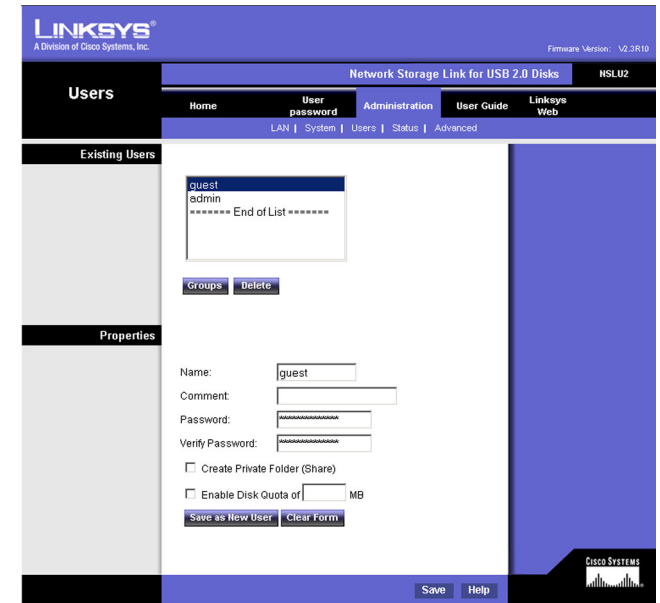 LINKSYS®
A Division of Cisco Systems, Inc.
Firmware Version: V2.3R10
Network Storage Link for USB 2.0 Disks NSLU2
Users
Home User password Administration User Guide Linksys Web
LAN | System | Users | Status | Advanced
Existing Users
guest
admin
======= End of List =======
Groups Delete
Properties
Name: guest
Comment:
Password: **************
Verify Password: **************
Create Private Folder (Share)
Enable Disk Quota of MB
Save as New User Clear Form
CISCO SYSTEMS
Save Help